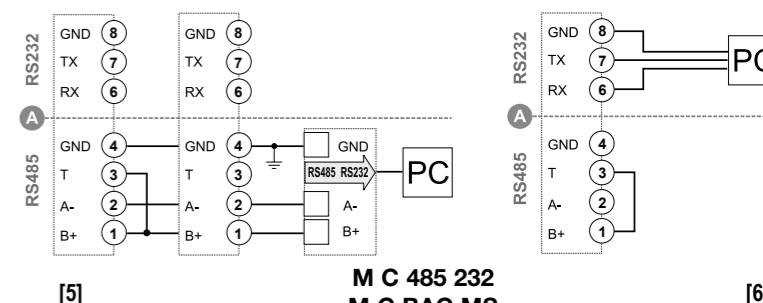 RS232
GND 8
TX 7
RX 6
GND 8
TX 7
RX 6
A
RS485
GND 4
T 3
A- 2
B+ 1
GND 4
T 3
A- 2
B+ 1
GND
RS485 RS232
A-
B+
PC
[5]
M C 485 232
RS232
GND 8
TX 7
RX 6
A
RS485
GND 4
T 3
A- 2
B+ 1
[6